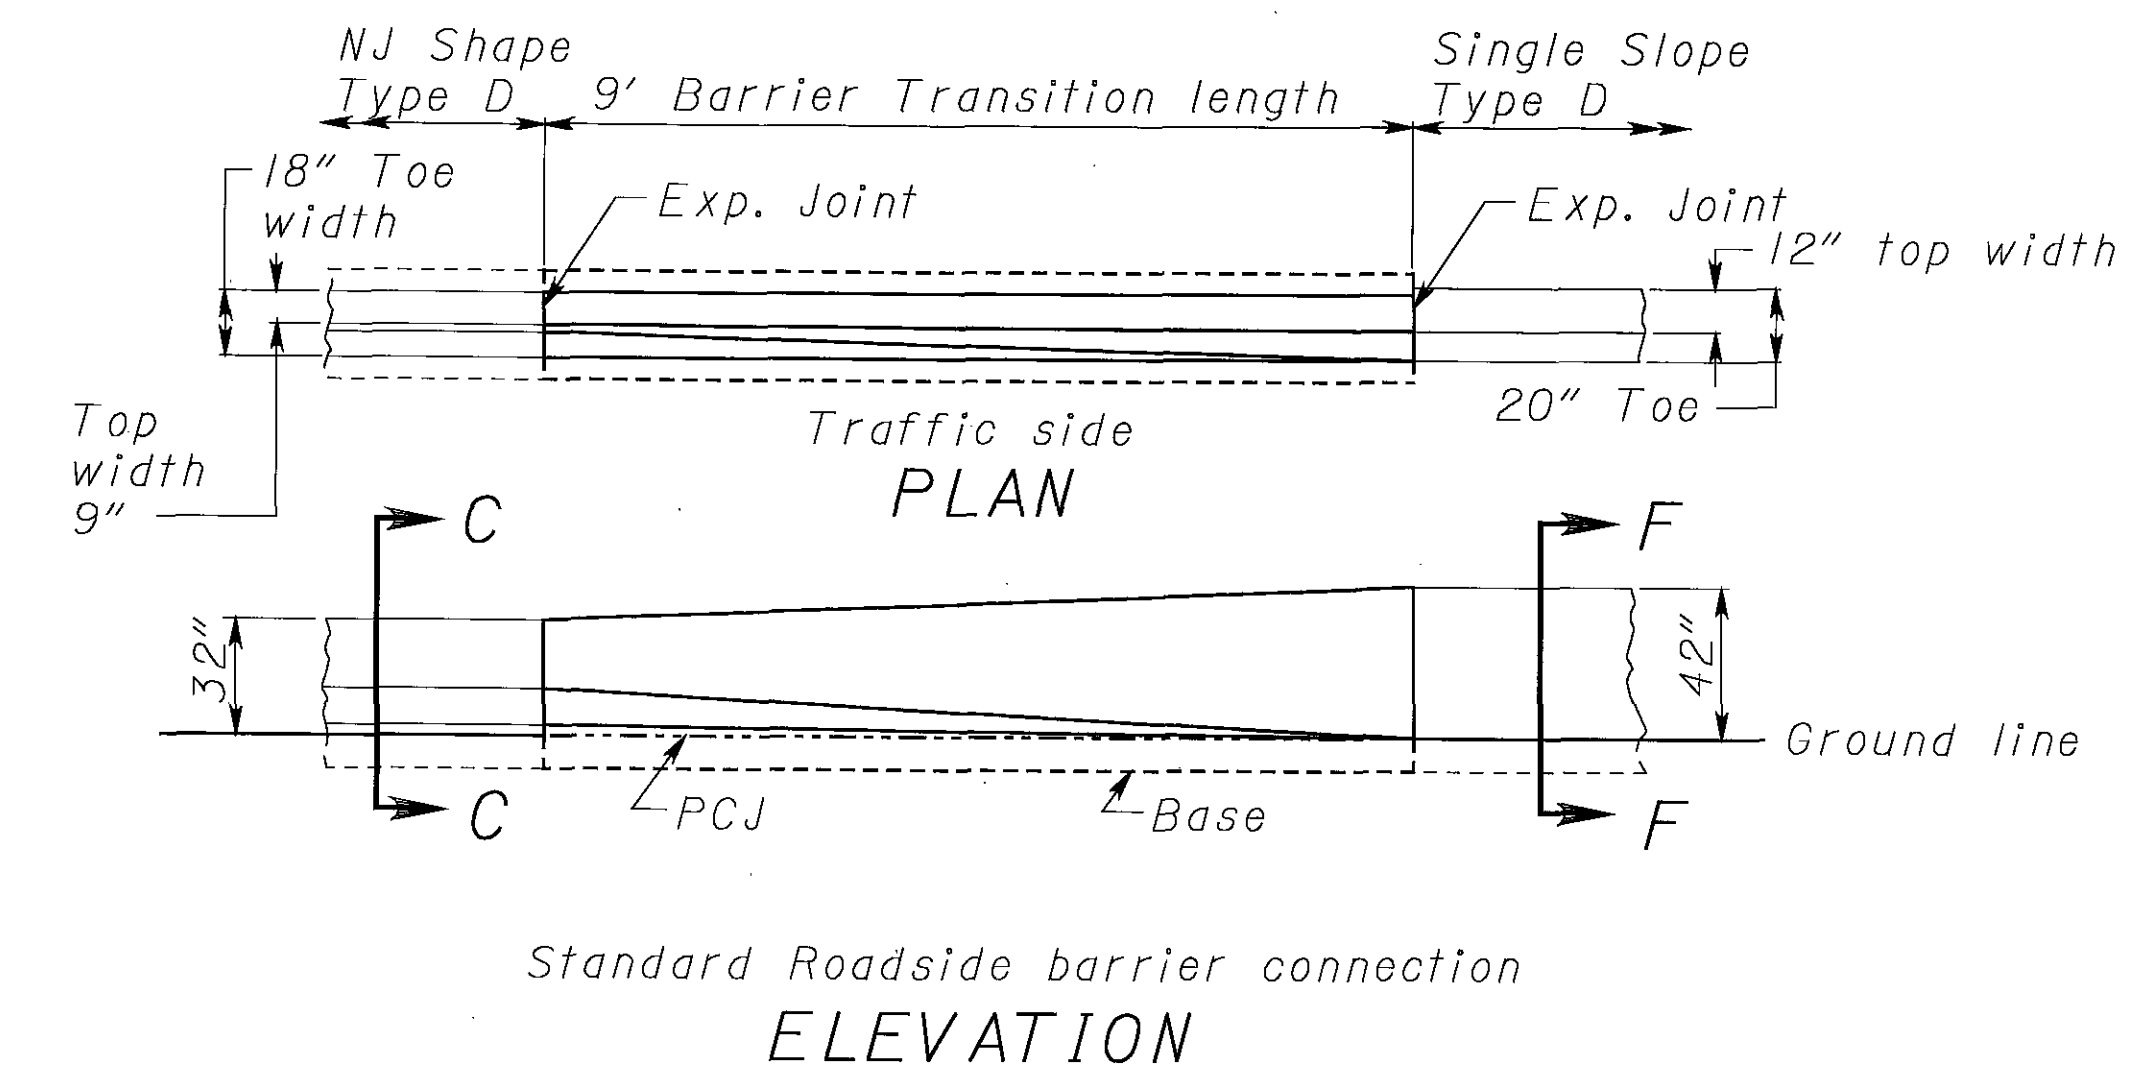 NJ Shape
Type D
9' Barrier Transition length
Single Slope
Type D
18" Toe
width
Exp. Joint
Exp. Joint
12" top width
Top
width
9"
Traffic side
20" Toe
PLAN
C
F
32"
42"
Ground line
C
PCJ
Base
F
Standard Roadside barrier connection
ELEVATION